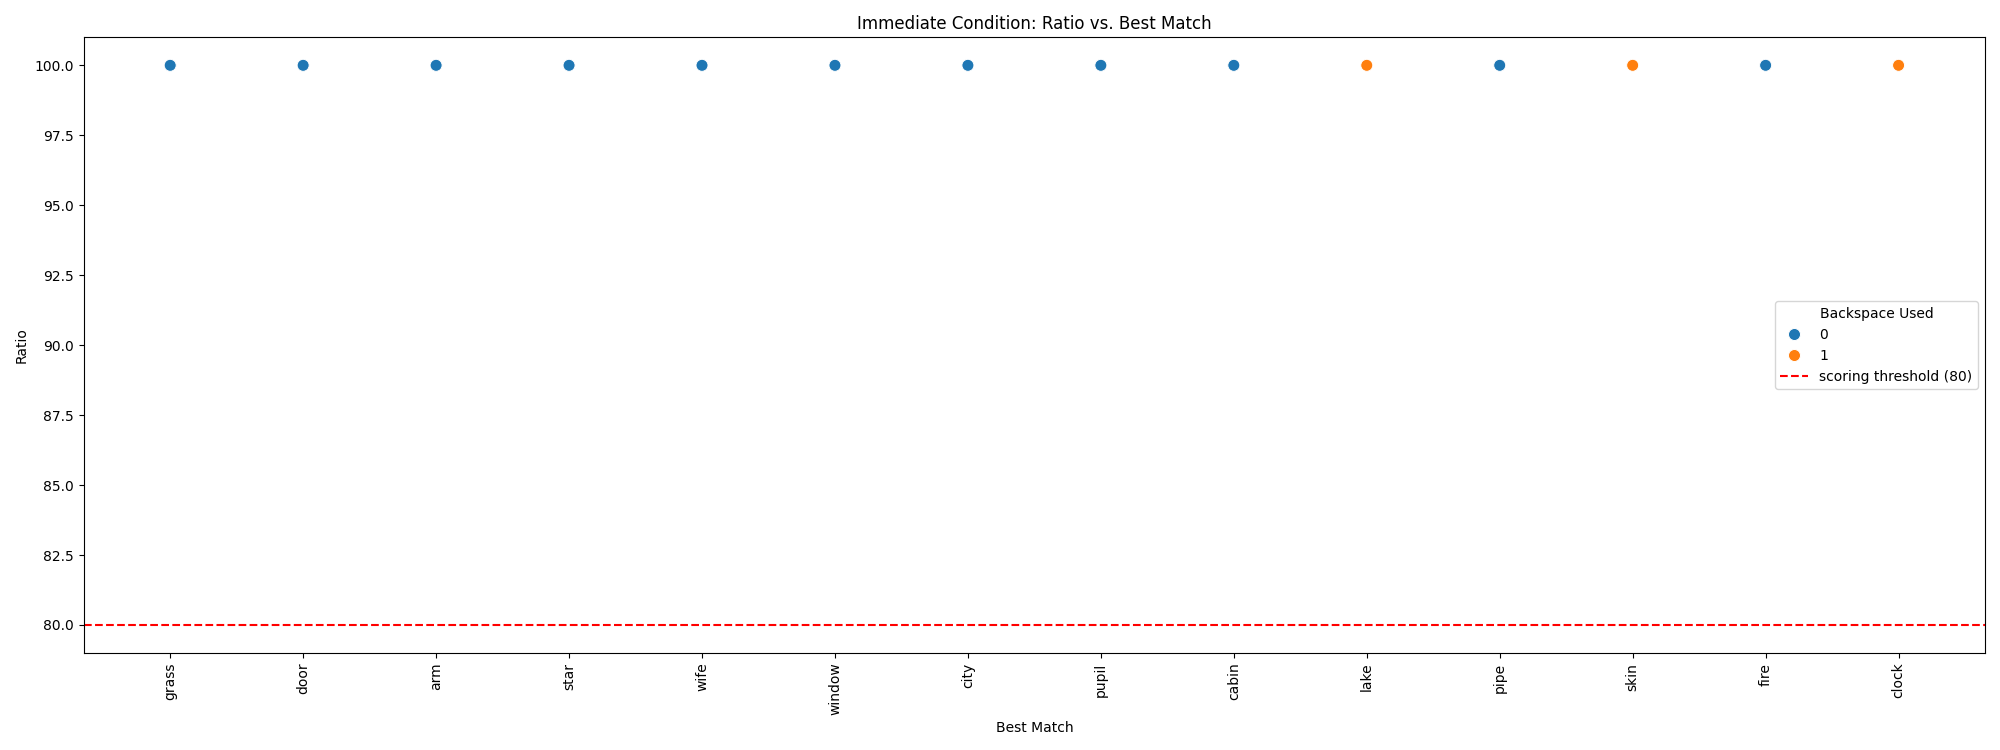 Immediate Condition: Ratio vs. Best Match
100.0
97.5
95.0
92.5
90.0
87.5
85.0
82.5
80.0
Ratio
Backspace Used
0
1
scoring threshold (80)
grass
door
arm
star
wife
window
city
pupil
cabin
lake
pipe
skin
fire
clock
Best Match